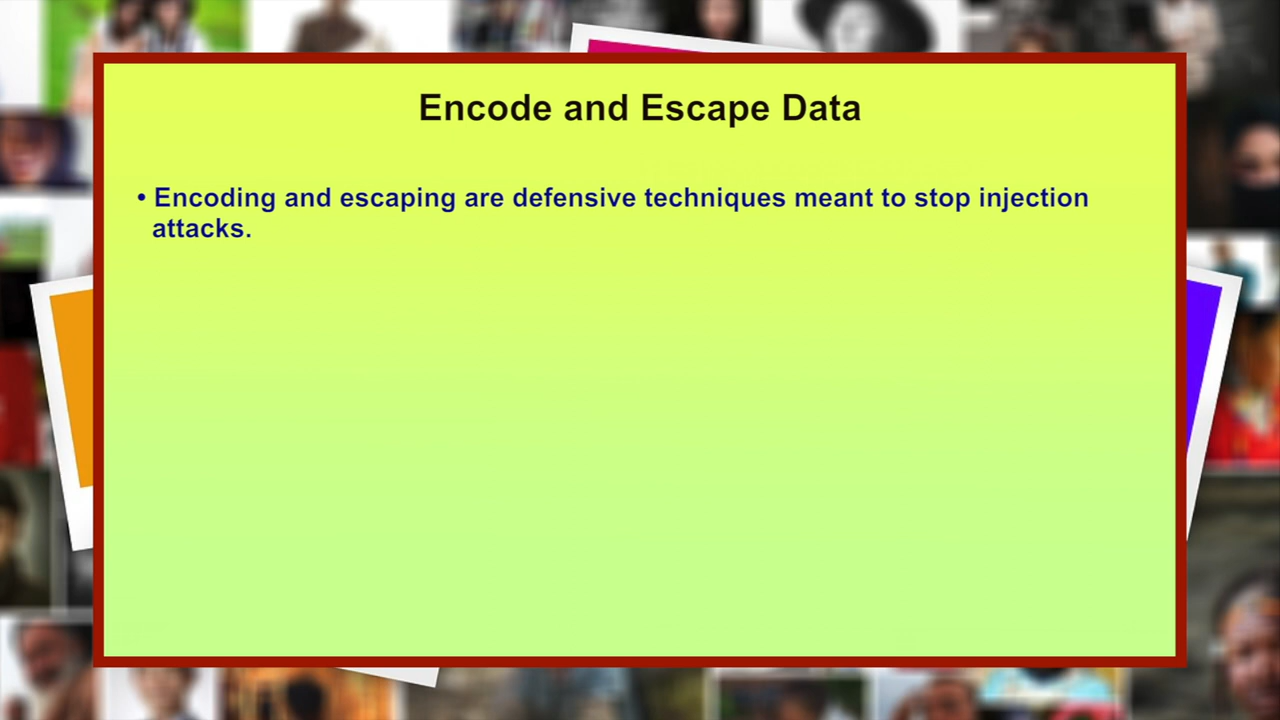 Encode and Escape Data
• Encoding and escaping are defensive techniques meant to stop injection
attacks.